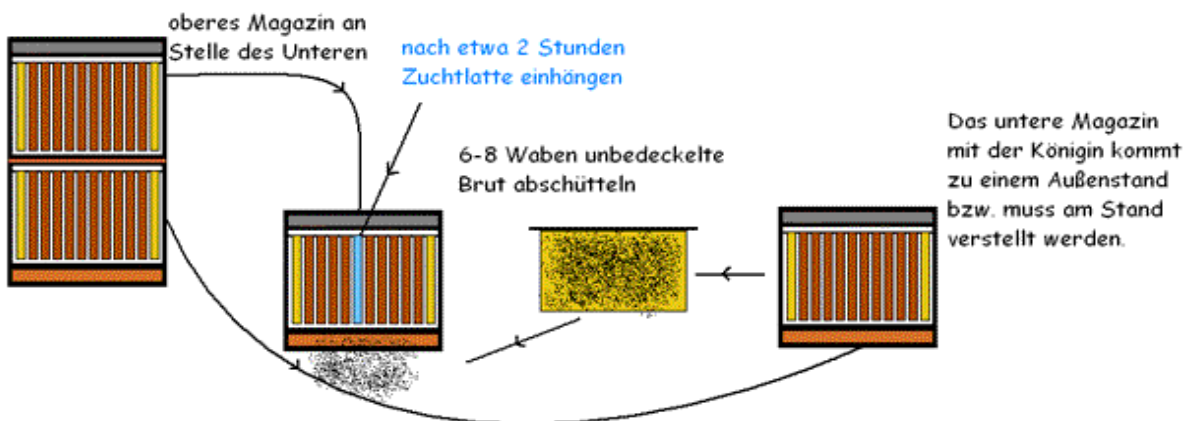 oberes Magazin an
Stelle des Unteren
nach etwa 2 Stunden
Zuchtlatte einhängen
6-8 Waben unbedeckelte
Brut abschütteln
Das untere Magazin
mit der Königin kommt
zu einem Außenstand
bzw. muss am Stand
verstellt werden.